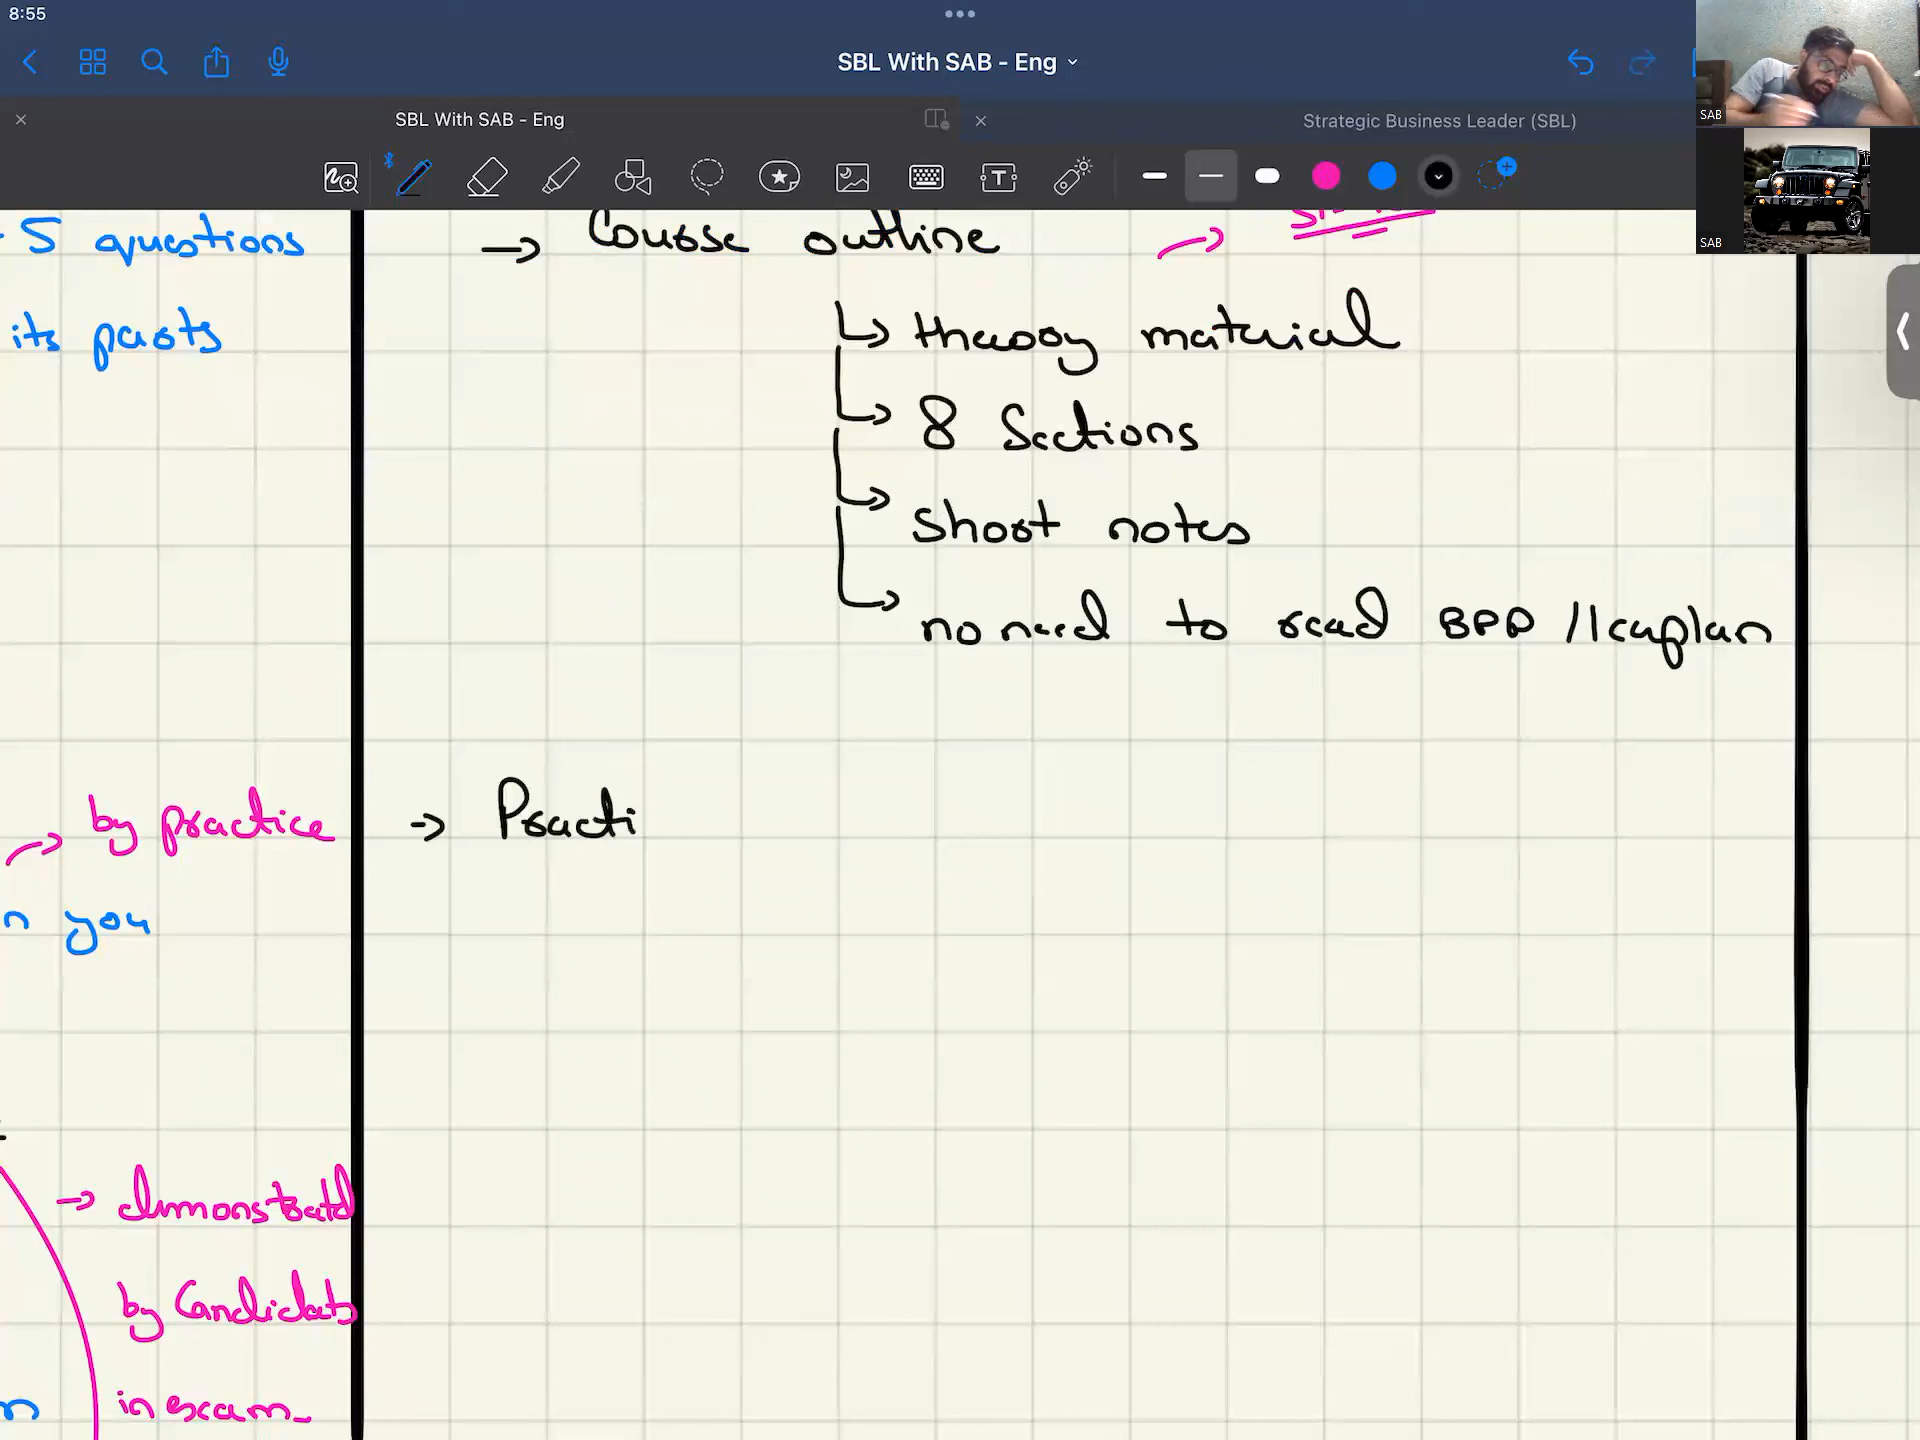 8:55
SBL With SAB - Eng
SBL With SAB - Eng
Strategic Business Leader (SBL)
SAB
SAB
5 questions
its parts
by practice
n you
→ demonstrated
by Candidates
in exam
→ Course outline
→ theory material
→ 8 Sections
→ Short notes
→ no need to read BPP // kaplan
→ Practi